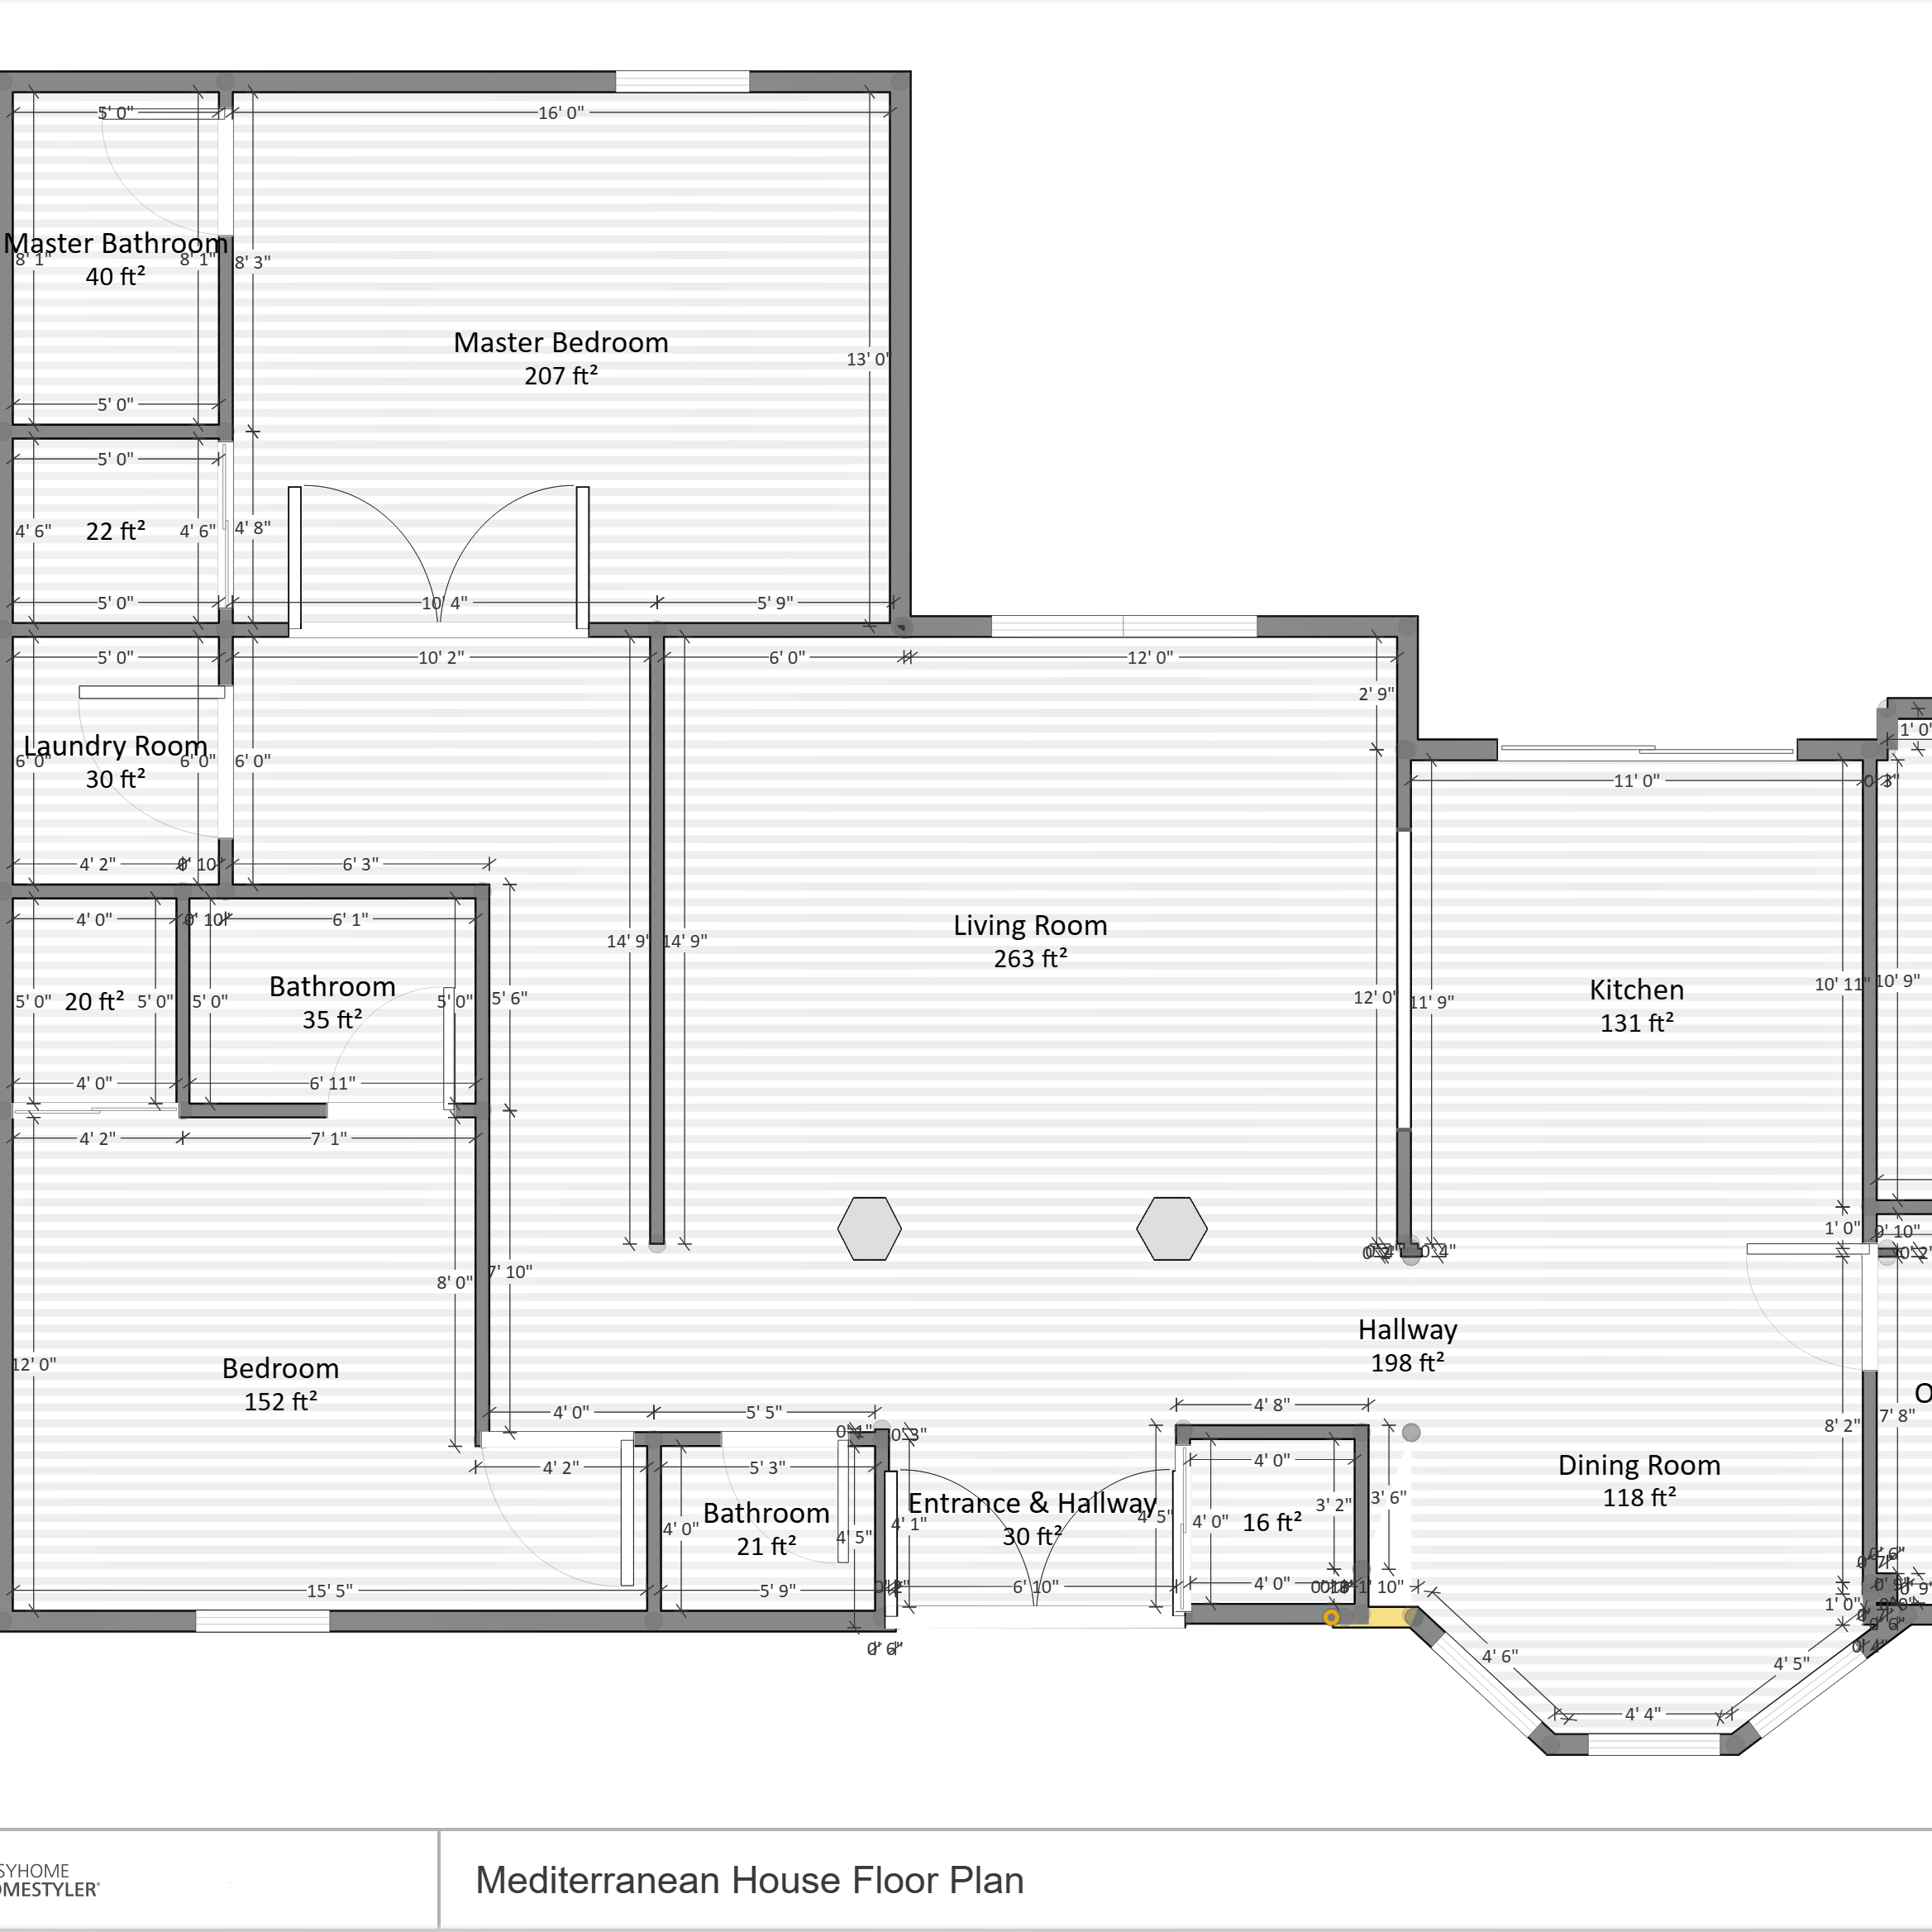 5' 0"
16' 0"
Master Bathroom
40 ft²
8' 1"
8' 1"
8' 3"
Master Bedroom
207 ft²
13' 0"
5' 0"
5' 0"
4' 6"
22 ft²
4' 6"
4' 8"
5' 0"
10' 4"
5' 9"
5' 0"
10' 2"
6' 0"
12' 0"
2' 9"
1' 0"
Laundry Room
30 ft²
6' 0"
6' 0"
6' 0"
11' 0"
4' 2"
6' 3"
4' 0"
6' 1"
14' 9"
14' 9"
Living Room
263 ft²
5' 0"
20 ft²
5' 0"
5' 0"
Bathroom
35 ft²
5' 0"
5' 6"
12' 0"
11' 9"
Kitchen
131 ft²
10' 11"
10' 9"
4' 0"
6' 11"
4' 2"
7' 1"
1' 0"
8' 0"
7' 10"
Hallway
198 ft²
12' 0"
Bedroom
152 ft²
4' 0"
5' 5"
4' 8"
8' 2"
7' 8"
4' 2"
5' 3"
4' 0"
Dining Room
118 ft²
Bathroom
21 ft²
4' 0"
4' 5"
4' 1"
Entrance & Hallway
30 ft²
4' 5"
4' 0"
16 ft²
3' 2"
3' 6"
15' 5"
5' 9"
6' 10"
4' 0"
1' 10"
1' 0"
0' 6"
4' 6"
4' 5"
4' 4"
SYHOME
OMESTYLER®
Mediterranean House Floor Plan